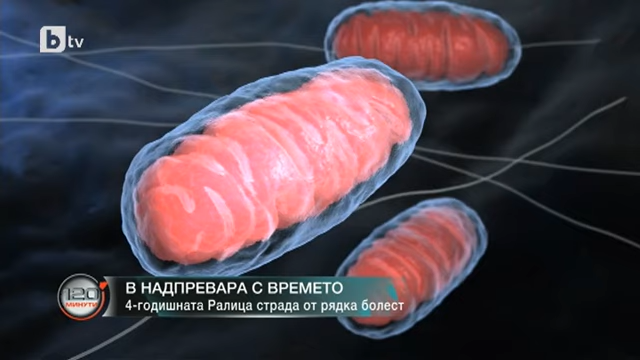 btv
120
МИНУТИ
В НАДПРЕВАРА С ВРЕМЕТО
4-годишната Ралица страда от рядка болест